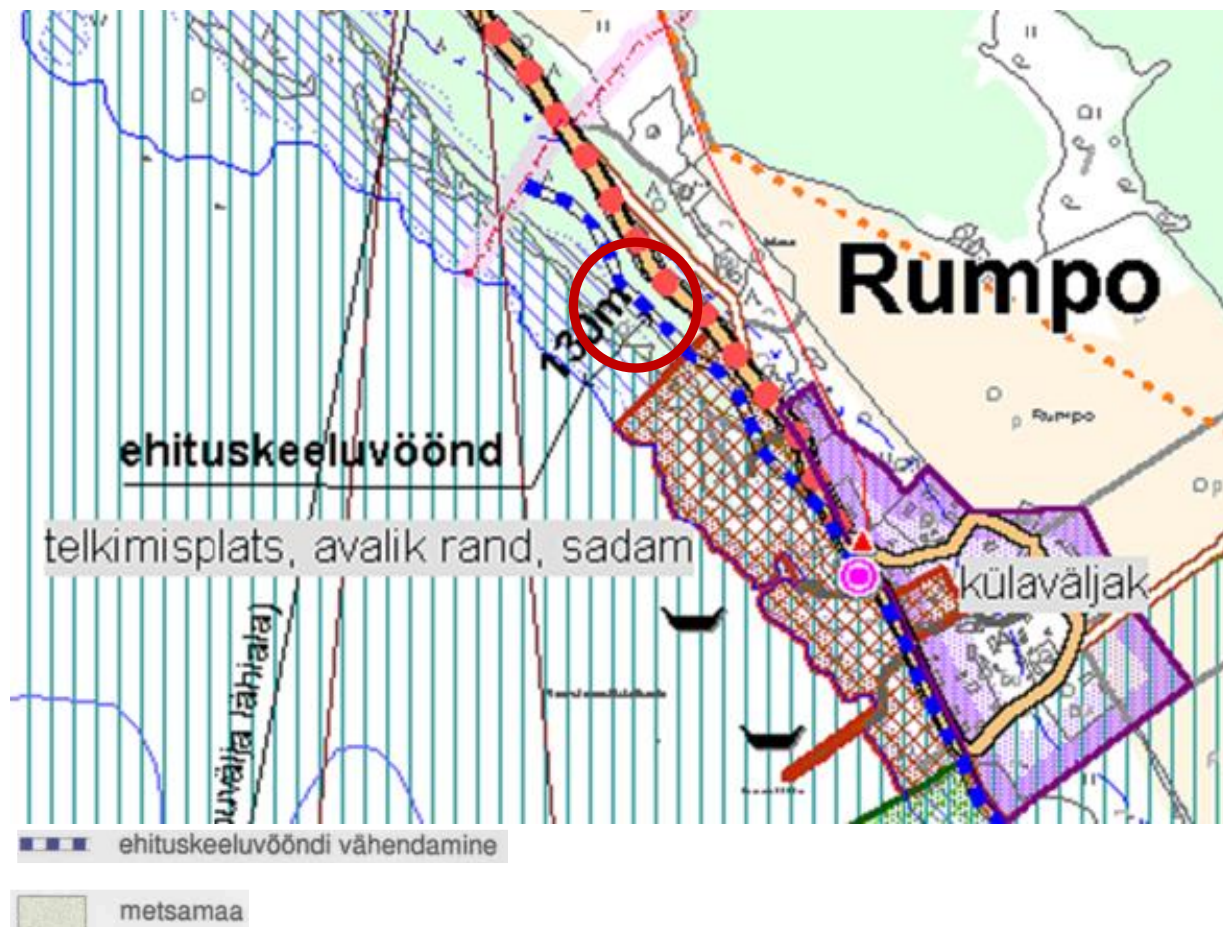 Rumpo
130m
Rumpo
ehituskeeluvöönd
telkimisplats, avalik rand, sadam
külaväljak
ehituskeeluvööndi vähendamine
metsamaa